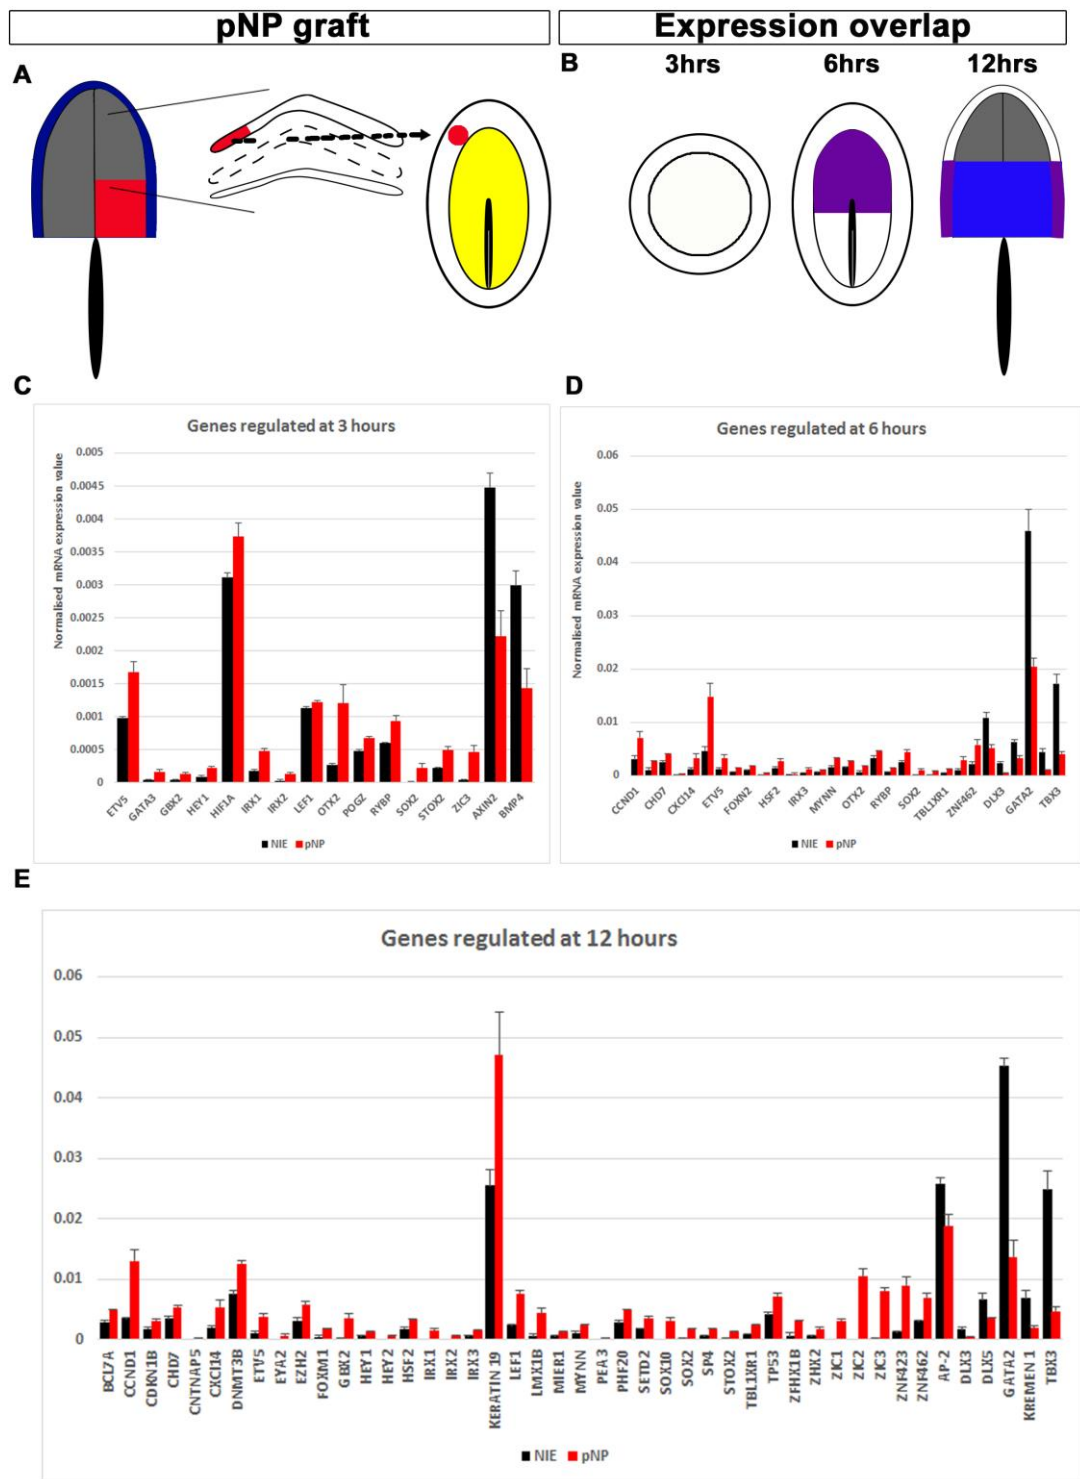 pNP graft
Expression overlap
A
B
3hrs
6hrs
12hrs
C
D
Genes regulated at 3 hours
Normalised mRNA expression value
0.005
0.0045
0.004
0.0035
0.003
0.0025
0.002
0.0015
0.001
0.0005
0
ETV5
GATA3
GBX2
HEY1
HIF1A
IRX1
IRX2
LEF1
OTX2
POGZ
RYBP
SOX2
STOX2
ZIC3
AXIN2
BMP4
NIE
pNP
Genes regulated at 6 hours
Normalised mRNA expression value
0.06
0.05
0.04
0.03
0.02
0.01
0
CCND1
CHD7
CXCl14
ETV5
FOXN2
HSF2
IRX3
MYNN
OTX2
RYBP
SOX2
TBL1XR1
ZNF462
DLX3
GATA2
TBX3
NIE
pNP
E
Genes regulated at 12 hours
0.06
0.05
0.04
0.03
0.02
0.01
0
BCL7A
CCND1
CDKN1B
CHD7
CNTNAP5
CXCl14
DNMT3B
ETV5
EYA2
EZH2
FOXM1
GBX2
HEY1
HEY2
HSF2
IRX1
IRX2
IRX3
KERATIN 19
LEF1
LMX1B
MIER1
MYNN
PEA3
PHF20
SETD2
SOX10
SOX2
SP4
STOX2
TBL1XR1
TP53
ZFHX1B
ZHX2
ZIC1
ZIC2
ZIC3
ZNF423
ZNF462
AP-2
DLX3
DLX5
GATA2
KREMEN 1
TBX3
NIE
pNP